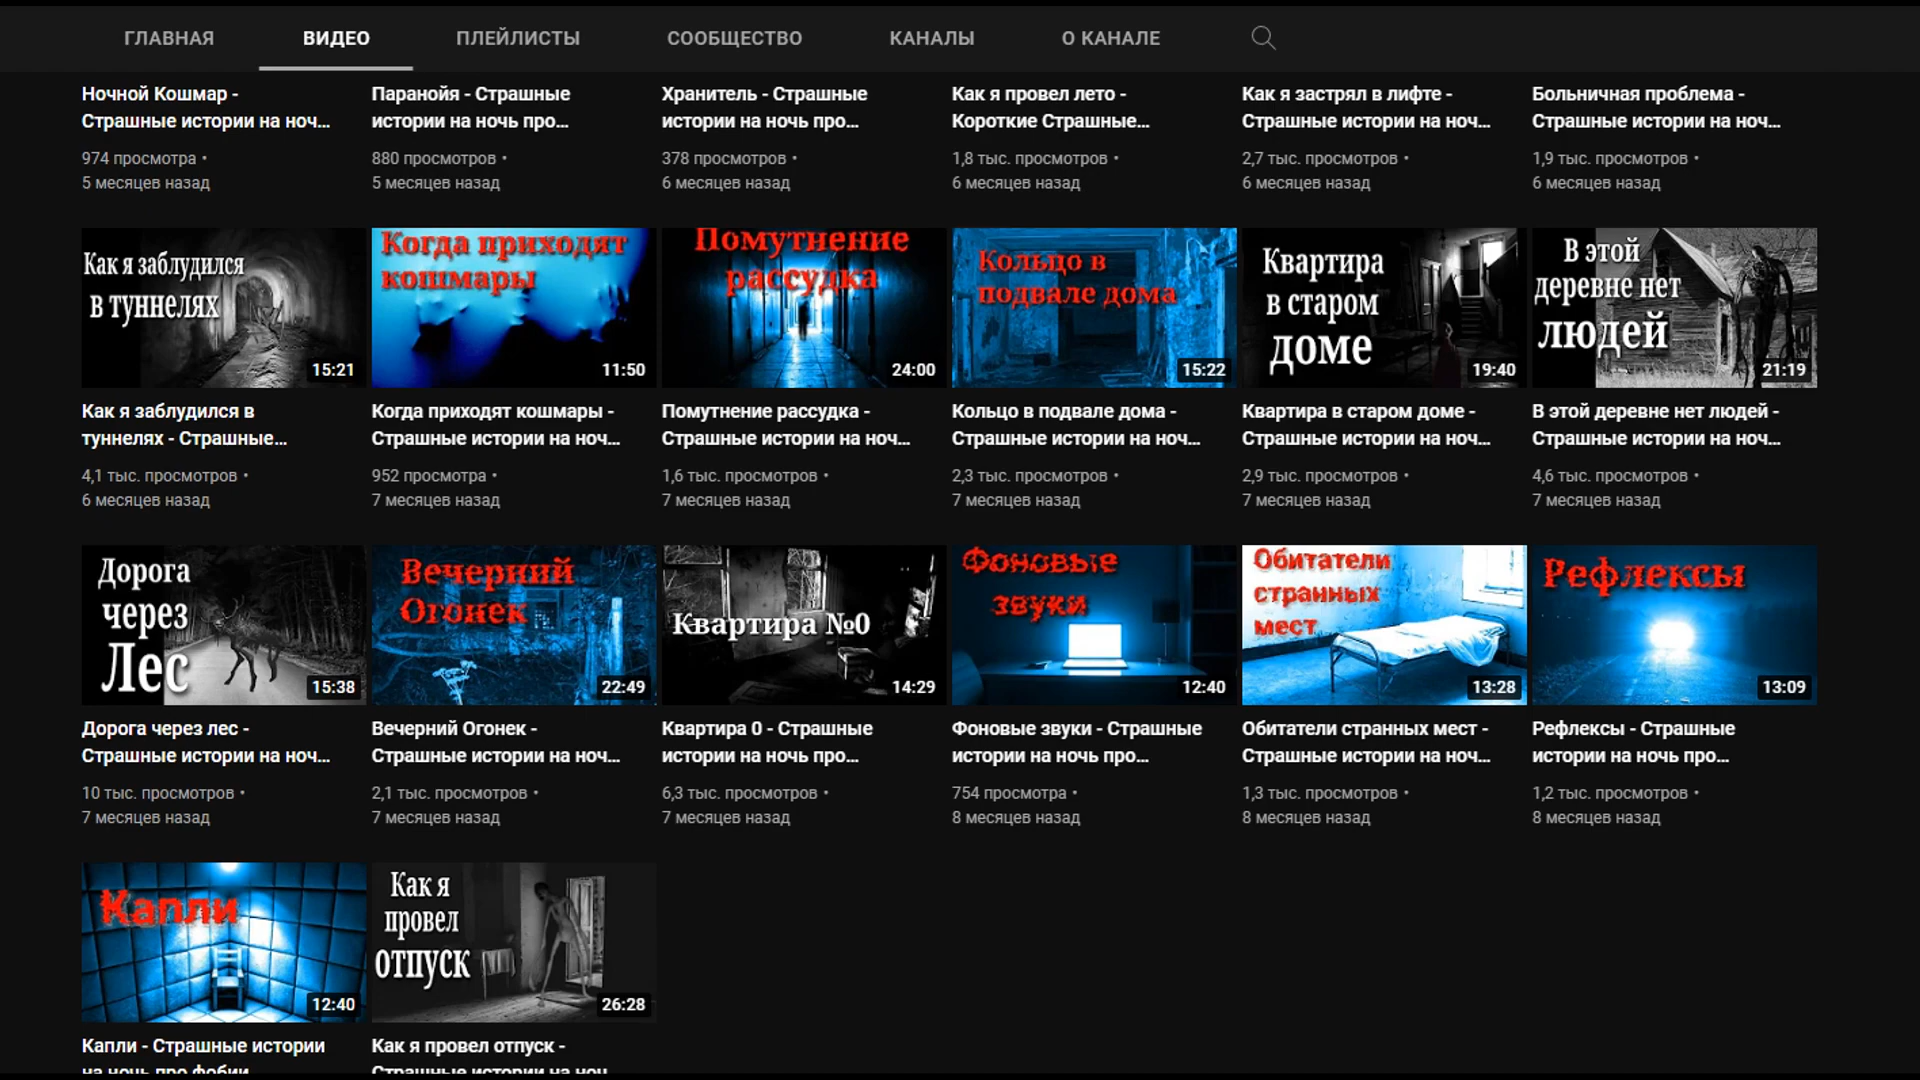 ГЛАВНАЯ ВИДЕО ПЛЕЙЛИСТЫ СООБЩЕСТВО КАНАЛЫ О КАНАЛЕ
Ночной Кошмар -
Страшные истории на ноч...
974 просмотра •
5 месяцев назад
Паранойя - Страшные
истории на ночь про...
880 просмотров •
5 месяцев назад
Хранитель - Страшные
истории на ночь про...
378 просмотров •
6 месяцев назад
Как я провел лето -
Короткие Страшные...
1,8 тыс. просмотров •
6 месяцев назад
Как я застрял в лифте -
Страшные истории на ноч...
2,7 тыс. просмотров •
6 месяцев назад
Больничная проблема -
Страшные истории на ноч...
1,9 тыс. просмотров •
6 месяцев назад
Как я заблудился
в туннелях
15:21
Как я заблудился в
туннелях - Страшные...
4,1 тыс. просмотров •
6 месяцев назад
Когда приходят
кошмары
11:50
Когда приходят кошмары -
Страшные истории на ноч...
952 просмотра •
7 месяцев назад
Помутнение
рассудка
24:00
Помутнение рассудка -
Страшные истории на ноч...
1,6 тыс. просмотров •
7 месяцев назад
Кольцо в
подвале дома
15:22
Кольцо в подвале дома -
Страшные истории на ноч...
2,3 тыс. просмотров •
7 месяцев назад
Квартира
в старом
доме
19:40
Квартира в старом доме -
Страшные истории на ноч...
2,9 тыс. просмотров •
7 месяцев назад
В этой
деревне нет
людей
21:19
В этой деревне нет людей -
Страшные истории на ноч...
4,6 тыс. просмотров •
7 месяцев назад
Дорога
через
Лес
15:38
Дорога через лес -
Страшные истории на ноч...
10 тыс. просмотров •
7 месяцев назад
Вечерний
Огонек
22:49
Вечерний Огонек -
Страшные истории на ноч...
2,1 тыс. просмотров •
7 месяцев назад
Квартира №0
14:29
Квартира 0 - Страшные
истории на ночь про...
6,3 тыс. просмотров •
7 месяцев назад
Фоновые
звуки
12:40
Фоновые звуки - Страшные
истории на ночь про...
754 просмотра •
8 месяцев назад
Обитатели
странных
мест
13:28
Обитатели странных мест -
Страшные истории на ноч...
1,3 тыс. просмотров •
8 месяцев назад
Рефлексы
13:09
Рефлексы - Страшные
истории на ночь про...
1,2 тыс. просмотров •
8 месяцев назад
Капли
12:40
Капли - Страшные истории
на ночь про фобии
Как я
провел
отпуск
26:28
Как я провел отпуск -
Страшные истории на ноч